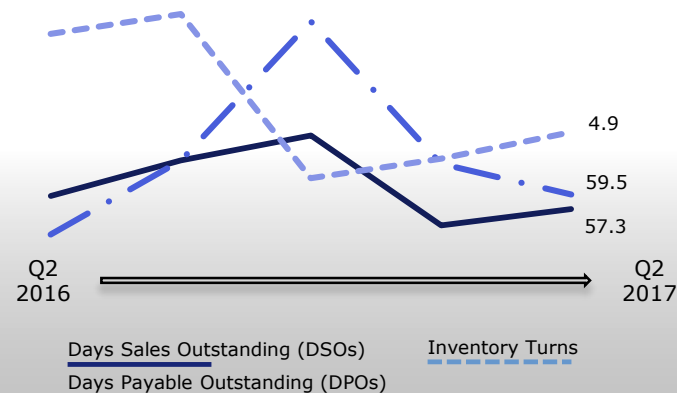 4.9
59.5
57.3
Q2
2016
Q2
2017
Days Sales Outstanding (DSOs)
Inventory Turns
Days Payable Outstanding (DPOs)